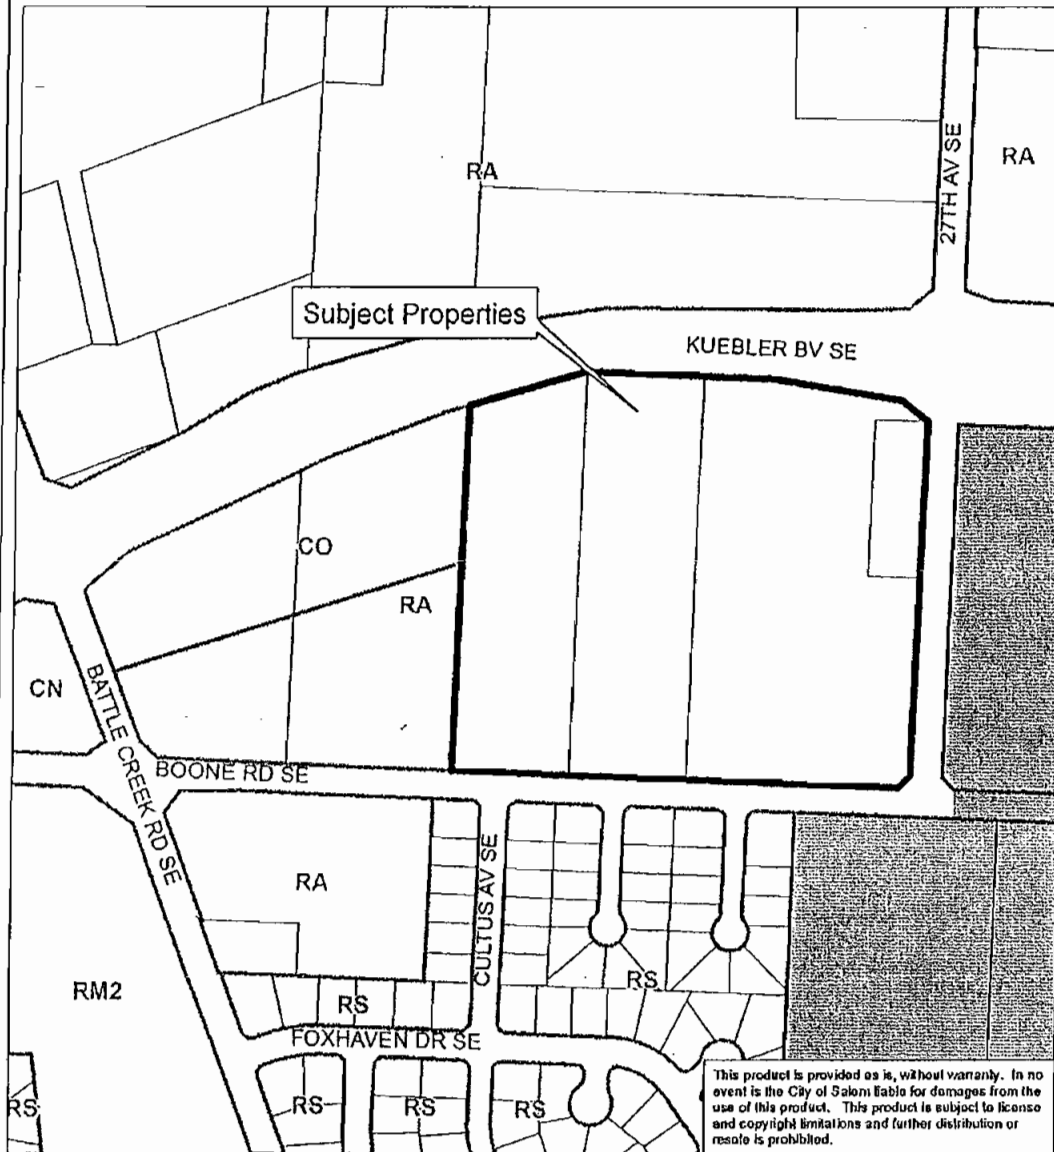 RA
27TH AV SE
RA
Subject Properties
KUEBLER BV SE
CO
RA
CN
BATTLE CREEK RD SE
BOONE RD SE
RA
CULTUS AV SE
RM2
RS
RS
FOXHAVEN DR SE
RS
RS
RS
RS
This product is provided as is, without warranty. In no
event is the City of Salem liable for damages from the
use of this product. This product is subject to license
and copyright limitations and further distribution or
resale is prohibited.